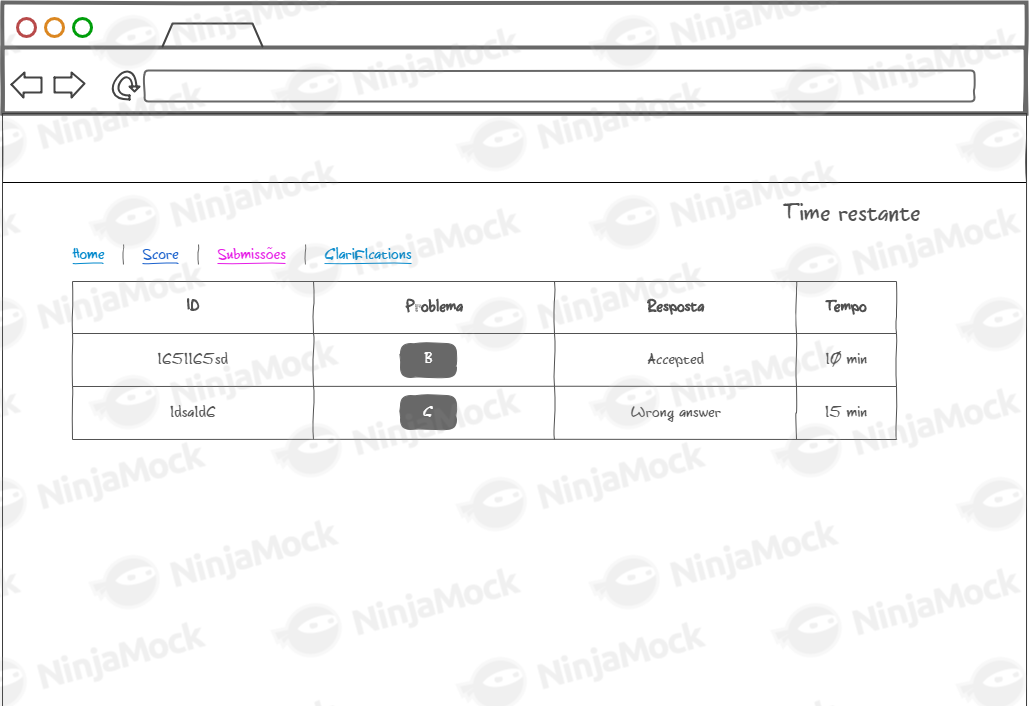 Time restante
Home | Score | Submissões | Clarifications
ID Problema Resposta Tempo
1651165sd B Accepted 10 min
1dsa1d6 C Wrong answer 15 min
NinjaMock